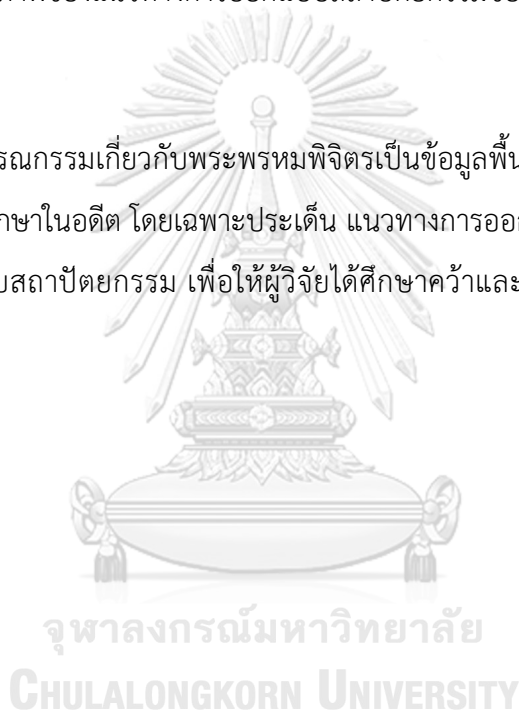 รณกรรมเกี่ยวกับพระพรหมพิจิตรเป็นข้อมูลพื้น
กษาในอดีต โดยเฉพาะประเด็น แนวทางการออก
บสถาปัตยกรรม เพื่อให้ผู้วิจัยได้ศึกษาคว้าและ
จุฬาลงกรณ์มหาวิทยาลัย
CHULALONGKORN UNIVERSITY